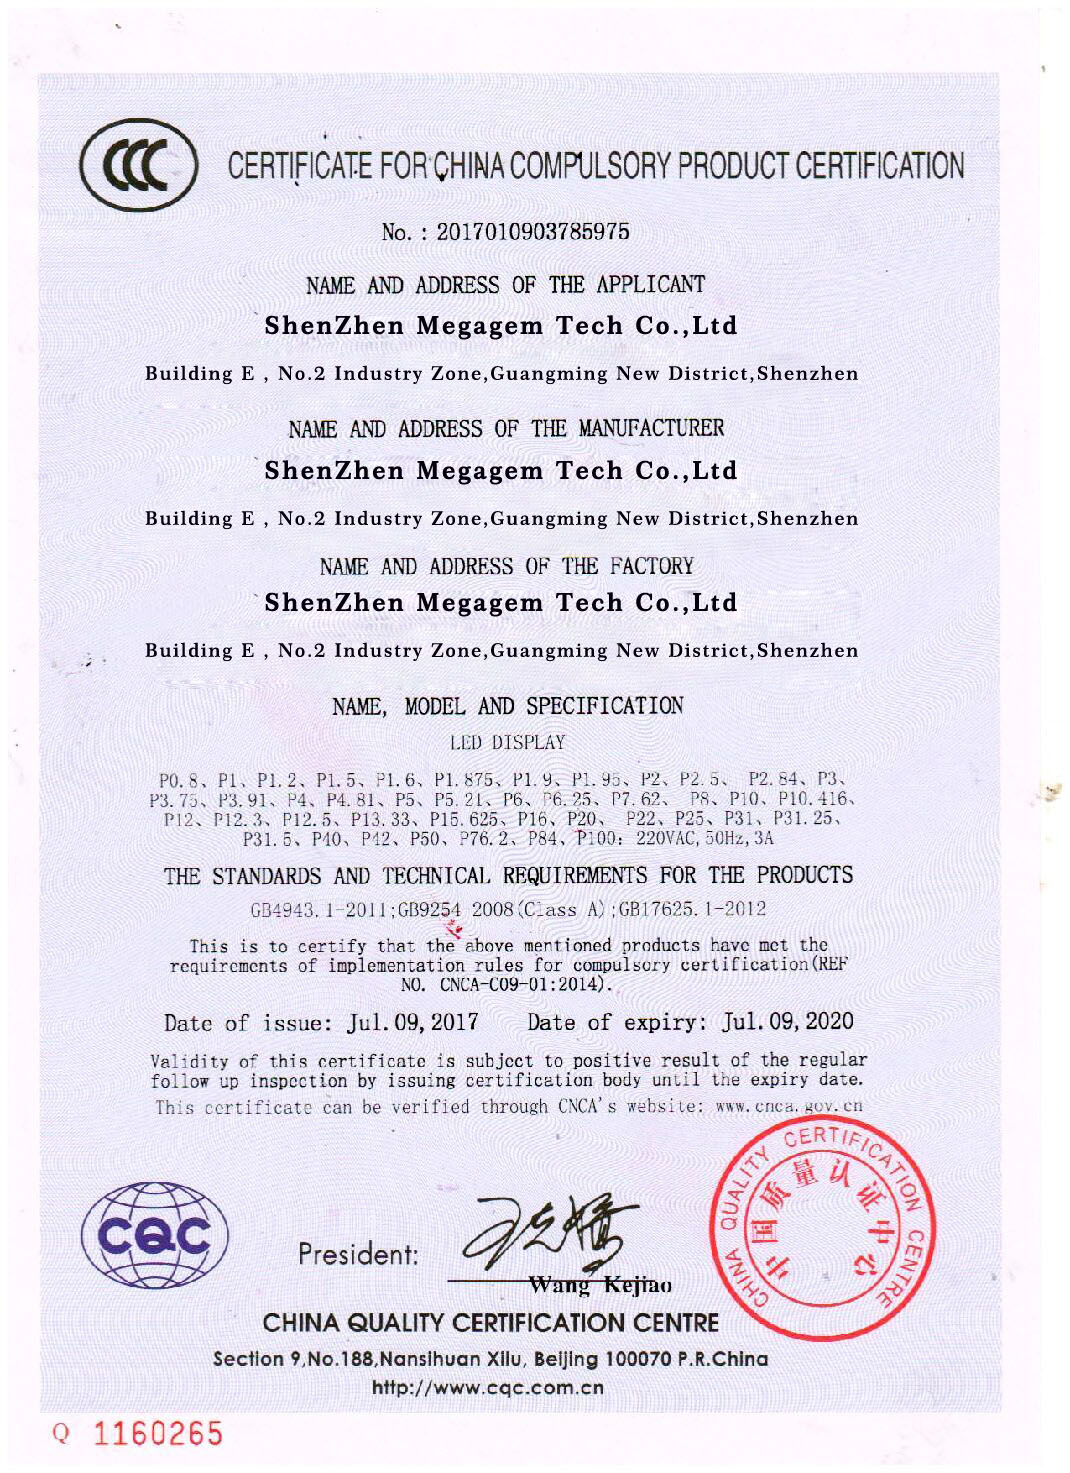 CCC
CERTIFICATE FOR CHINA COMPULSORY PRODUCT CERTIFICATION
No. : 2017010903785975
NAME AND ADDRESS OF THE APPLICANT
ShenZhen Megagem Tech Co.,Ltd
Building E , No.2 Industry Zone,Guangming New District,Shenzhen
NAME AND ADDRESS OF THE MANUFACTURER
ShenZhen Megagem Tech Co.,Ltd
Building E , No.2 Industry Zone,Guangming New District,Shenzhen
NAME AND ADDRESS OF THE FACTORY
ShenZhen Megagem Tech Co.,Ltd
Building E , No.2 Industry Zone,Guangming New District,Shenzhen
NAME, MODEL AND SPECIFICATION
LED DISPLAY
P0.8、P1、P1.2、P1.5、P1.6、P1.875、P1.9、P1.95、P2、P2.5、 P2.84、P3、
P3.75、P3.91、P4、P4.81、P5、P5.21、P6、P6.25、P7.62、 P8、P10、P10.416、
P12、P12.3、P12.5、P13.33、P15.625、P16、P20、 P22、P25、P31、P31.25、
P31.5、P40、P42、P50、P76.2、P84、P100: 220VAC,50Hz,3A
THE STANDARDS AND TECHNICAL REQUIREMENTS FOR THE PRODUCTS
GB4943.1-2011;GB9254 2008(Class A);GB17625.1-2012
This is to certify that the above mentioned products have met the
requirements of implementation rules for compulsory certification(REF
NO. CNCA-C09-01:2014).
Date of issue: Jul.09,2017 Date of expiry: Jul.09,2020
Validity of this certificate is subject to positive result of the regular
follow up inspection by issuing certification body until the expiry date.
This certificate can be verified through CNCA's website: www.cnca.gov.cn
CHINA QUALITY CERTIFICATION CENTRE
中国质量认证中心
CQC
President:
Wang Kejiao
CHINA QUALITY CERTIFICATION CENTRE
Section 9,No.188,Nansihuan Xilu, Beijing 100070 P.R.China
http://www.cqc.com.cn
Q 1160265